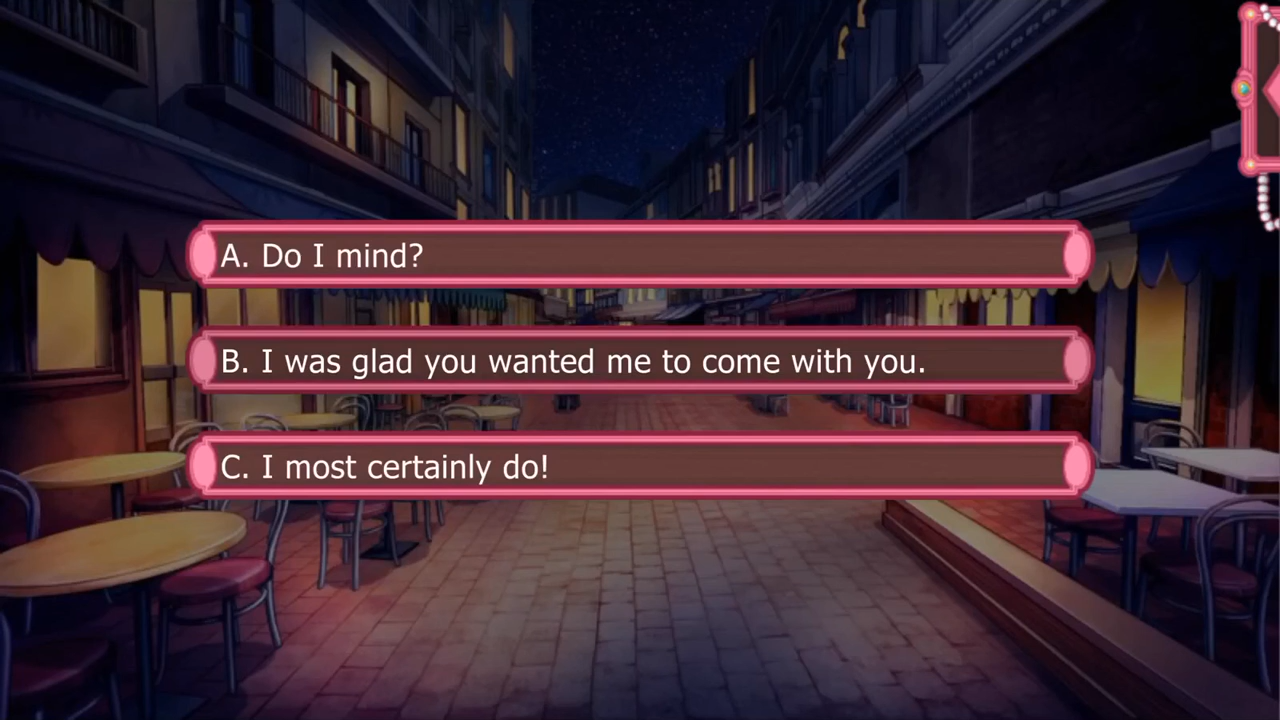 A. Do I mind?
B. I was glad you wanted me to come with you.
C. I most certainly do!